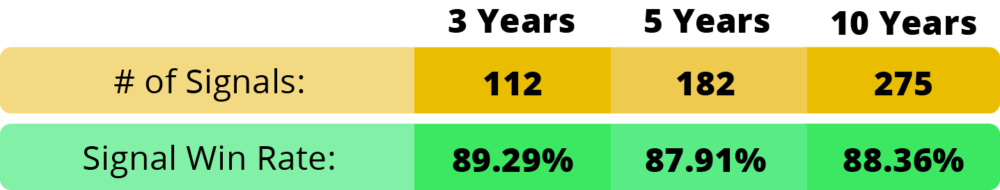 3 Years 5 Years 10 Years
# of Signals: 112 182 275
Signal Win Rate: 89.29% 87.91% 88.36%